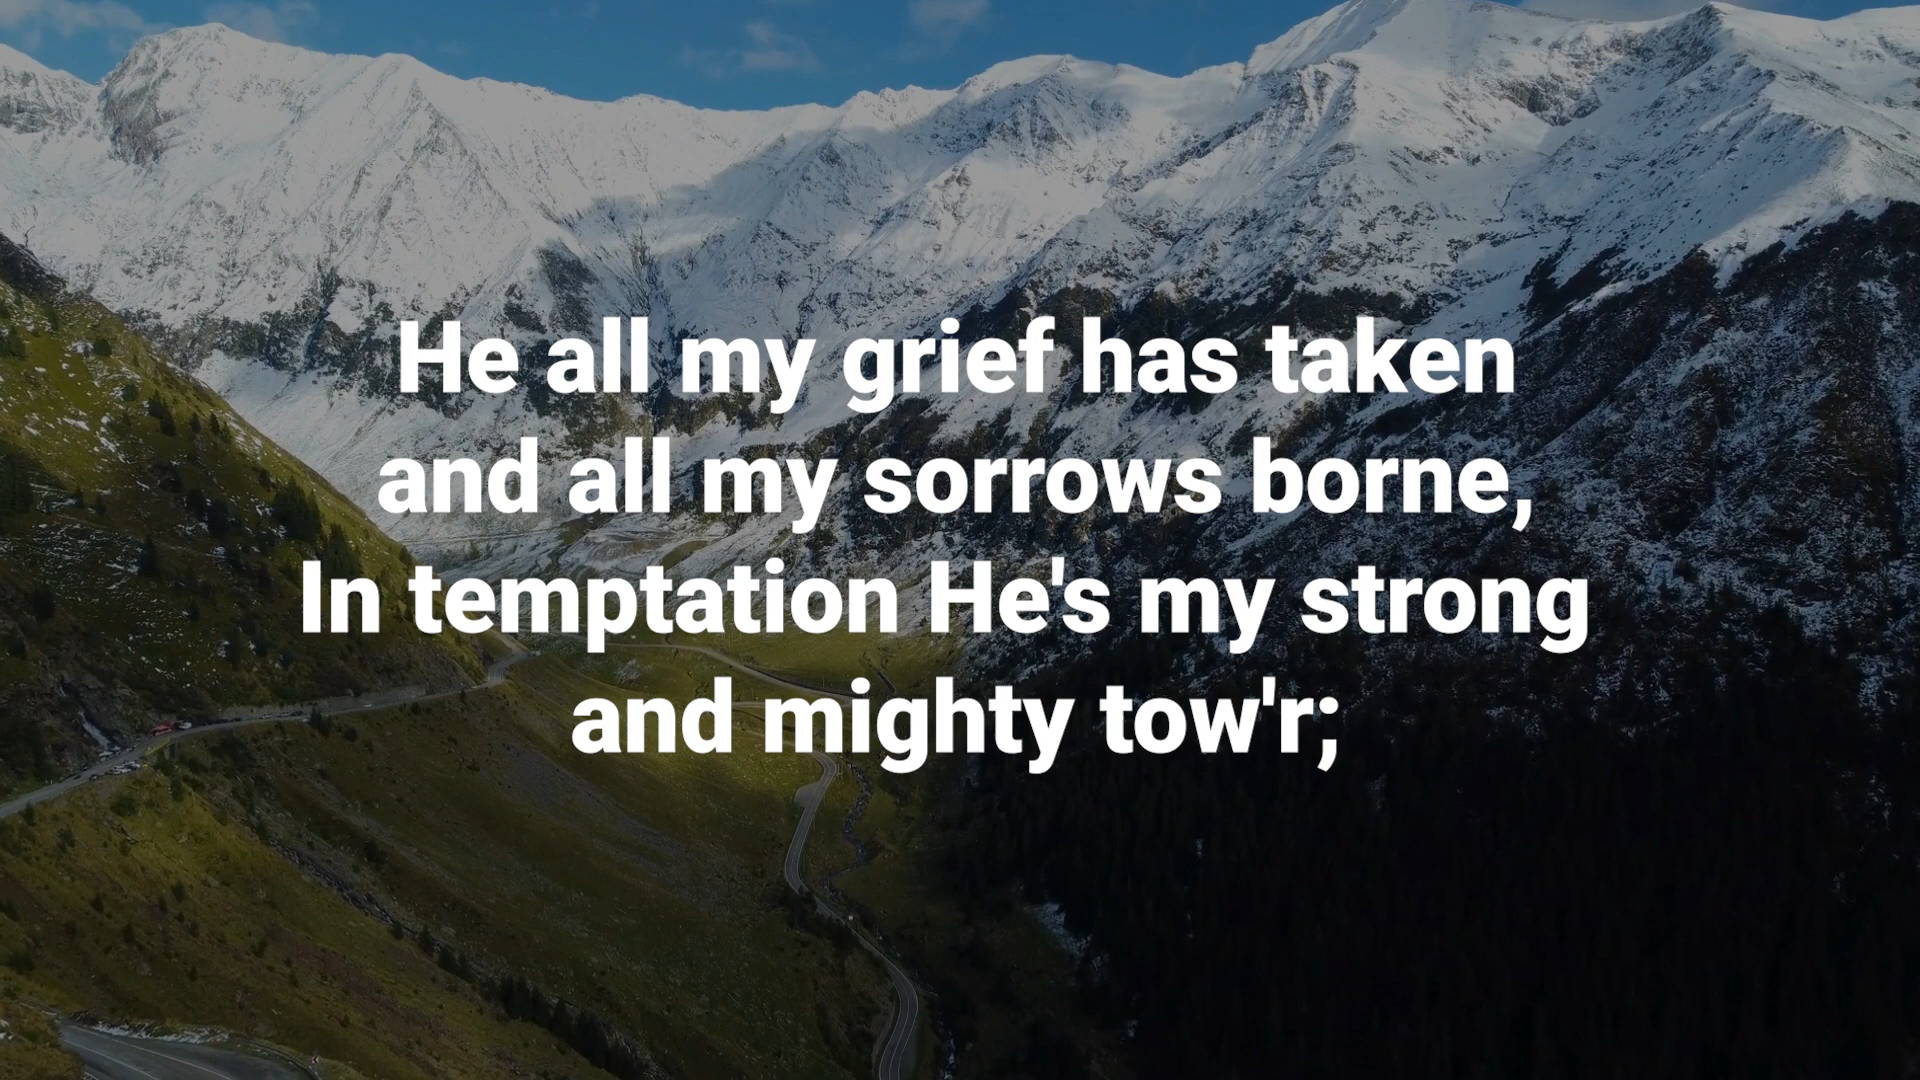 He all my grief has taken
and all my sorrows borne,
In temptation He's my strong
and mighty tow'r;